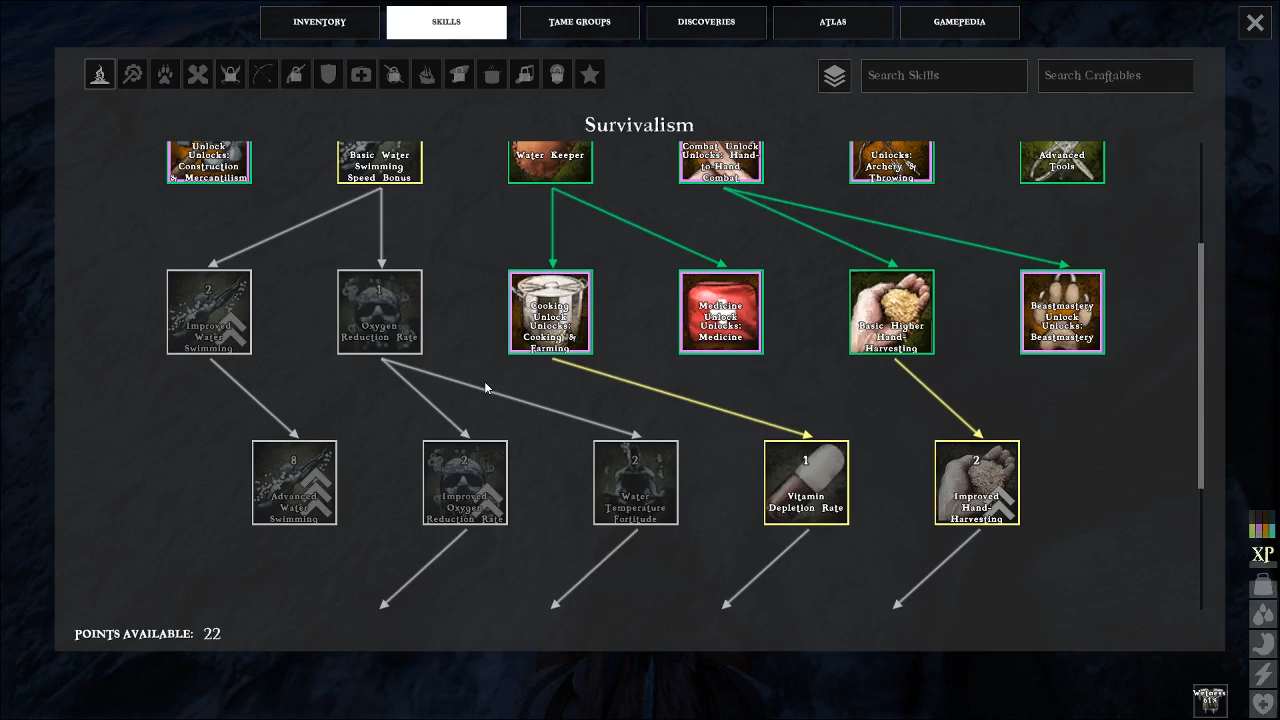 INVENTORY
SKILLS
TAME GROUPS
DISCOVERIES
ATLAS
GAMEPEDIA
Search Skills
Search Craftables
Survivalism
Unlock
Unlocks:
Construction
& Mercantilism
Basic Water
Swimming
Speed Bonus
Water Keeper
Combat Unlock
Unlocks: Hand-
to-Hand
Combat
Unlocks:
Archery &
Throwing
Advanced
Tools
2
Improved
Water
Swimming
1
Oxygen
Reduction Rate
Cooking
Unlock
Unlocks:
Cooking &
Farming
Medicine
Unlock
Unlocks:
Medicine
Basic Higher
Hand-
Harvesting
Beastmastery
Unlock
Unlocks:
Beastmastery
8
Advanced
Water
Swimming
2
Improved
Oxygen
Reduction Rate
2
Water
Temperature
Fortitude
1
Vitamin
Depletion Rate
2
Improved
Hand-
Harvesting
POINTS AVAILABLE: 22
XP
Wetness: